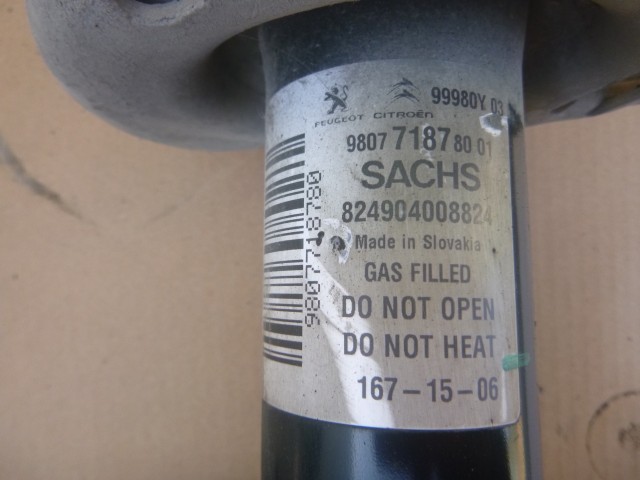 99980Y 03
PEUGEOT CITROËN
9807 7187 80 01
SACHS
824904008824
Made in Slovakia
GAS FILLED
DO NOT OPEN
DO NOT HEAT
167-15-06
9807718780